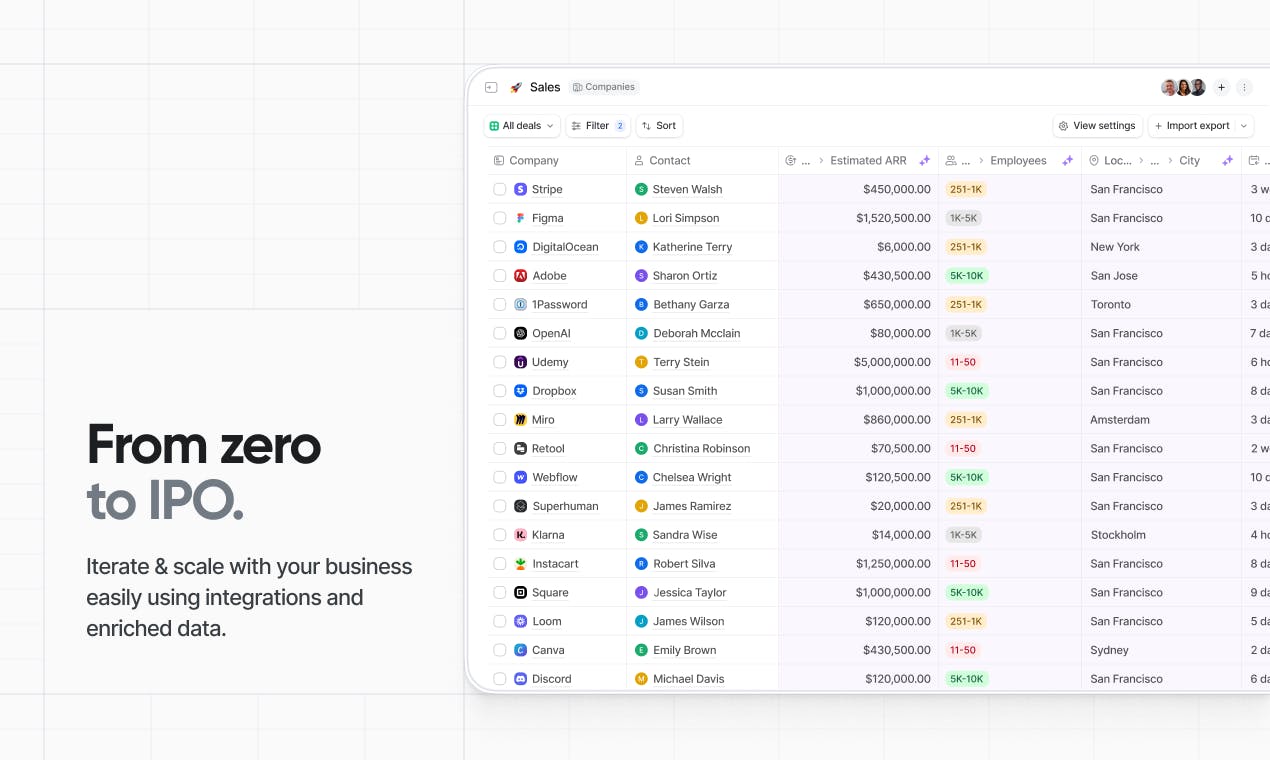 From zero
to IPO.
Iterate & scale with your business
easily using integrations and
enriched data.
Sales Companies
All deals Filter 2 Sort View settings Import export
Company Contact ... Estimated ARR ... Employees Loc... ... City ..
Stripe S Steven Walsh $450,000.00 251-1K San Francisco 3 w
Figma L Lori Simpson $1,520,500.00 1K-5K San Francisco 10 d
DigitalOcean K Katherine Terry $6,000.00 251-1K New York 3 da
Adobe S Sharon Ortiz $430,500.00 5K-10K San Jose 5 ho
1Password B Bethany Garza $650,000.00 251-1K Toronto 3 da
OpenAI D Deborah Mcclain $80,000.00 1K-5K San Francisco 7 da
Udemy T Terry Stein $5,000,000.00 11-50 San Francisco 6 ho
Dropbox S Susan Smith $1,000,000.00 5K-10K San Francisco 8 da
Miro L Larry Wallace $860,000.00 251-1K Amsterdam 3 da
Retool C Christina Robinson $70,500.00 11-50 San Francisco 2 w
Webflow C Chelsea Wright $120,500.00 5K-10K San Francisco 10 d
Superhuman J James Ramirez $20,000.00 251-1K San Francisco 3 da
Klarna S Sandra Wise $14,000.00 1K-5K Stockholm 4 ho
Instacart R Robert Silva $1,250,000.00 11-50 San Francisco 8 da
Square J Jessica Taylor $1,000,000.00 5K-10K San Francisco 9 da
Loom J James Wilson $120,000.00 251-1K San Francisco 5 da
Canva E Emily Brown $430,500.00 11-50 Sydney 2 da
Discord M Michael Davis $120,000.00 5K-10K San Francisco 6 da